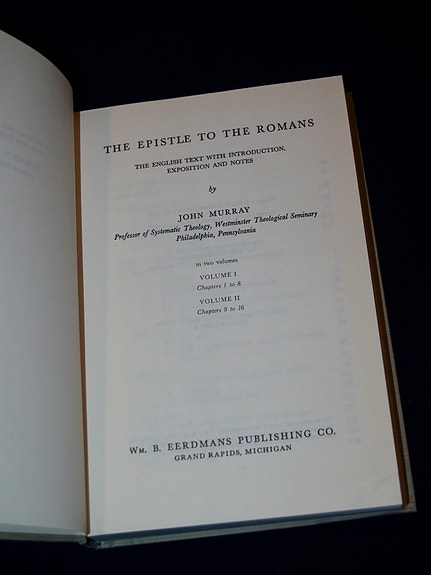 THE EPISTLE TO THE ROMANS
THE ENGLISH TEXT WITH INTRODUCTION,
EXPOSITION AND NOTES
by
JOHN MURRAY
Professor of Systematic Theology, Westminster Theological Seminary
Philadelphia, Pennsylvania
in two volumes
VOLUME I
Chapters 1 to 8
VOLUME II
Chapters 9 to 16
WM. B. EERDMANS PUBLISHING CO.
GRAND RAPIDS, MICHIGAN